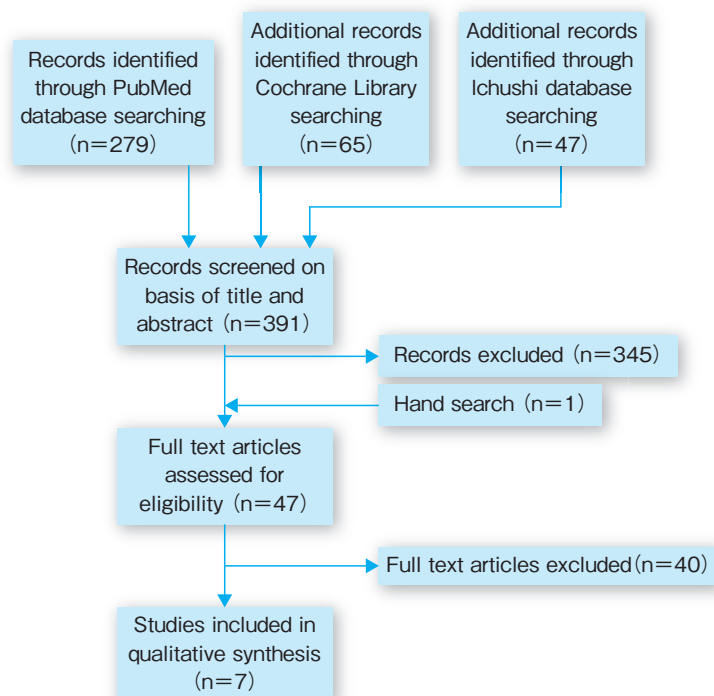 Records identified
through PubMed
database searching
(n=279)
Additional records
identified through
Cochrane Library
searching
(n=65)
Additional records
identified through
Ichushi database
searching
(n=47)
Records screened on
basis of title and
abstract (n=391)
Records excluded (n=345)
Hand search (n=1)
Full text articles
assessed for
eligibility (n=47)
Full text articles excluded(n=40)
Studies included in
qualitative synthesis
(n=7)